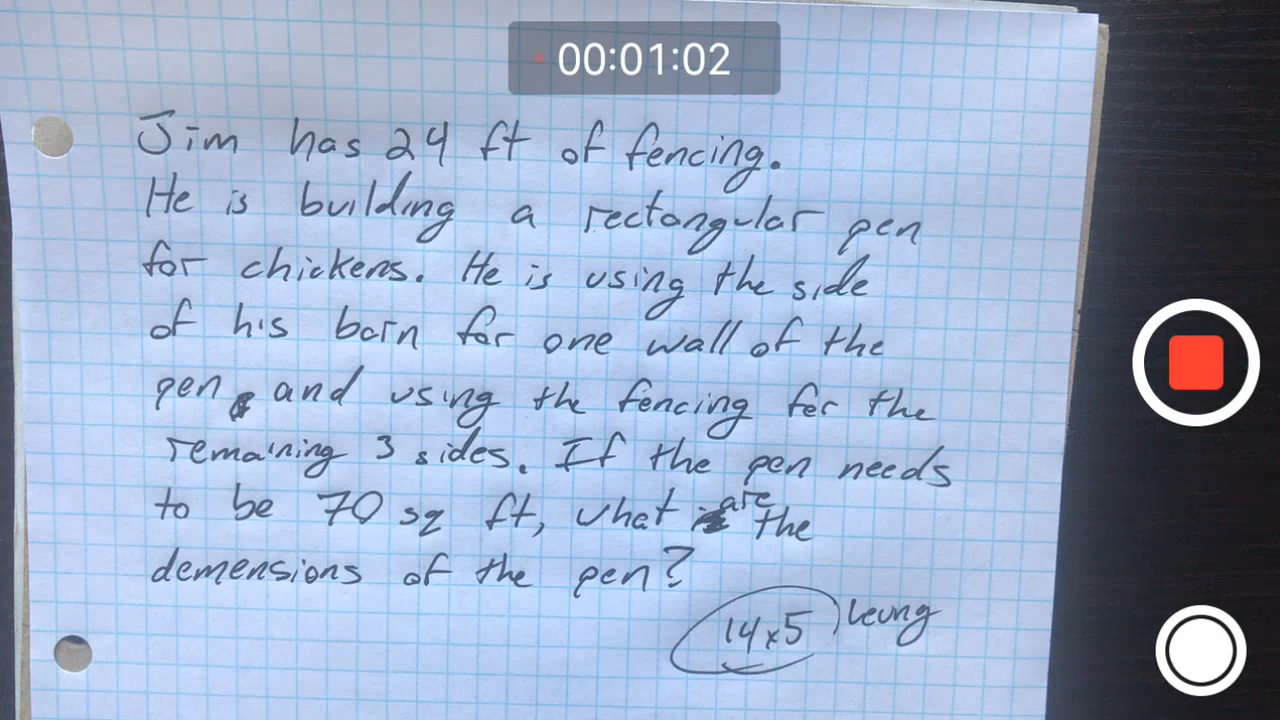 00:01:02
Jim has 24 ft of fencing.
He is building a rectangular pen
for chickens. He is using the side
of his barn for one wall of the
pen, and using the fencing for the
remaining 3 sides. If the pen needs
to be 70 sq ft, what are the
demensions of the pen?
14x5 Leung